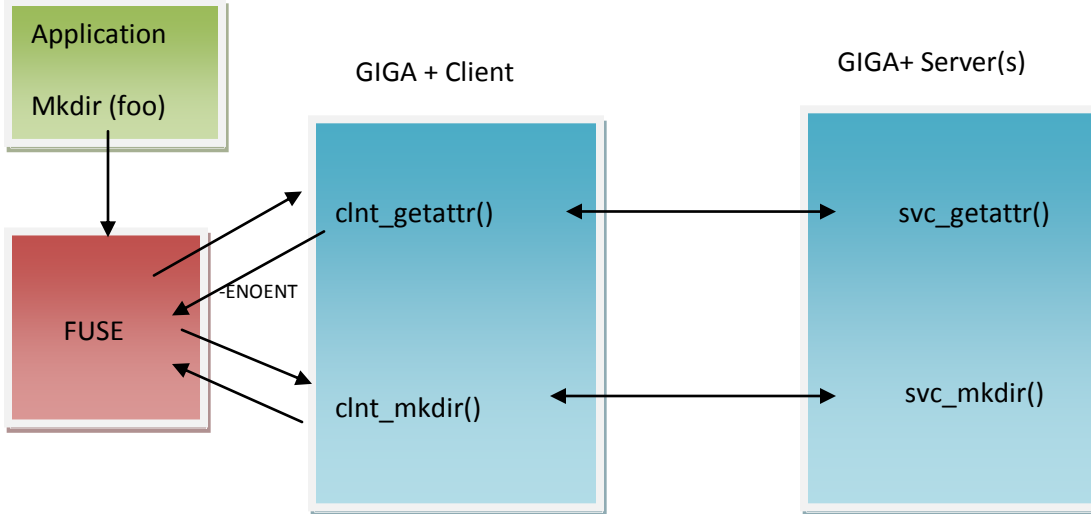 Application
Mkdir (foo)
GIGA + Client
GIGA+ Server(s)
clnt_getattr()
svc_getattr()
-ENOENT
FUSE
clnt_mkdir()
svc_mkdir()